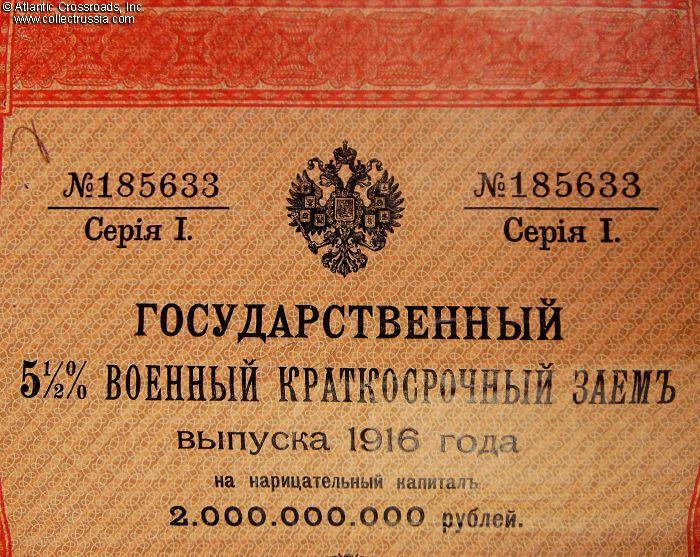 © Atlantic Crossroads, Inc.
www.collectrussia.com
№185633 №185633
Серія I. Серія I.
ГОСУДАРСТВЕННЫЙ
5½% ВОЕННЫЙ КРАТКОСРОЧНЫЙ ЗАЕМЪ
выпуска 1916 года
на нарицательный капиталъ
2.000.000.000 рублей.